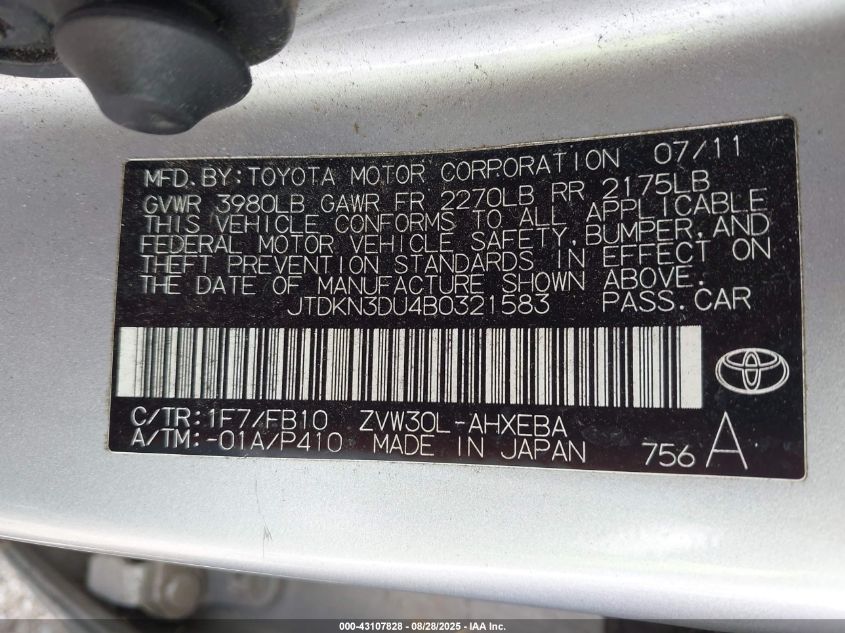 MFD. BY: TOYOTA MOTOR CORPORATION 07/11
GVWR 3980LB GAWR FR 2270LB RR 2175LB
THIS VEHICLE CONFORMS TO ALL APPLICABLE
FEDERAL MOTOR VEHICLE SAFETY, BUMPER, AND
THEFT PREVENTION STANDARDS IN EFFECT ON
THE DATE OF MANUFACTURE SHOWN ABOVE.
JTDKN3DU4B0321583 PASS. CAR
C/TR: 1F7/FB10 ZVW30L-AHXEBA
A/TM: -01A/P410 MADE IN JAPAN 756 A
000-43107828 - 08/28/2025 - IAA Inc.